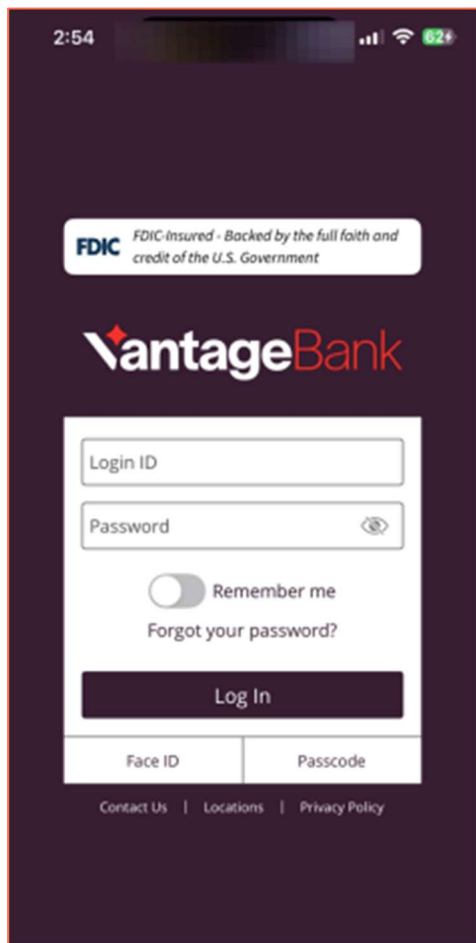 2:54
62
FDIC
FDIC-Insured - Backed by the full faith and
credit of the U.S. Government
VantageBank
Login ID
Password
Remember me
Forgot your password?
Log In
Face ID Passcode
Contact Us | Locations | Privacy Policy